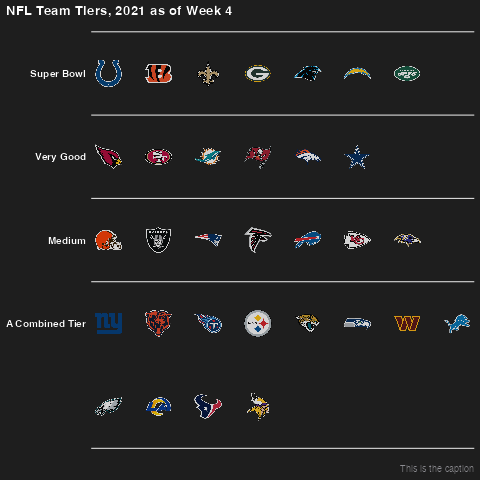 NFL Team Tiers, 2021 as of Week 4
Super Bowl
Very Good
Medium
A Combined Tier
This is the caption